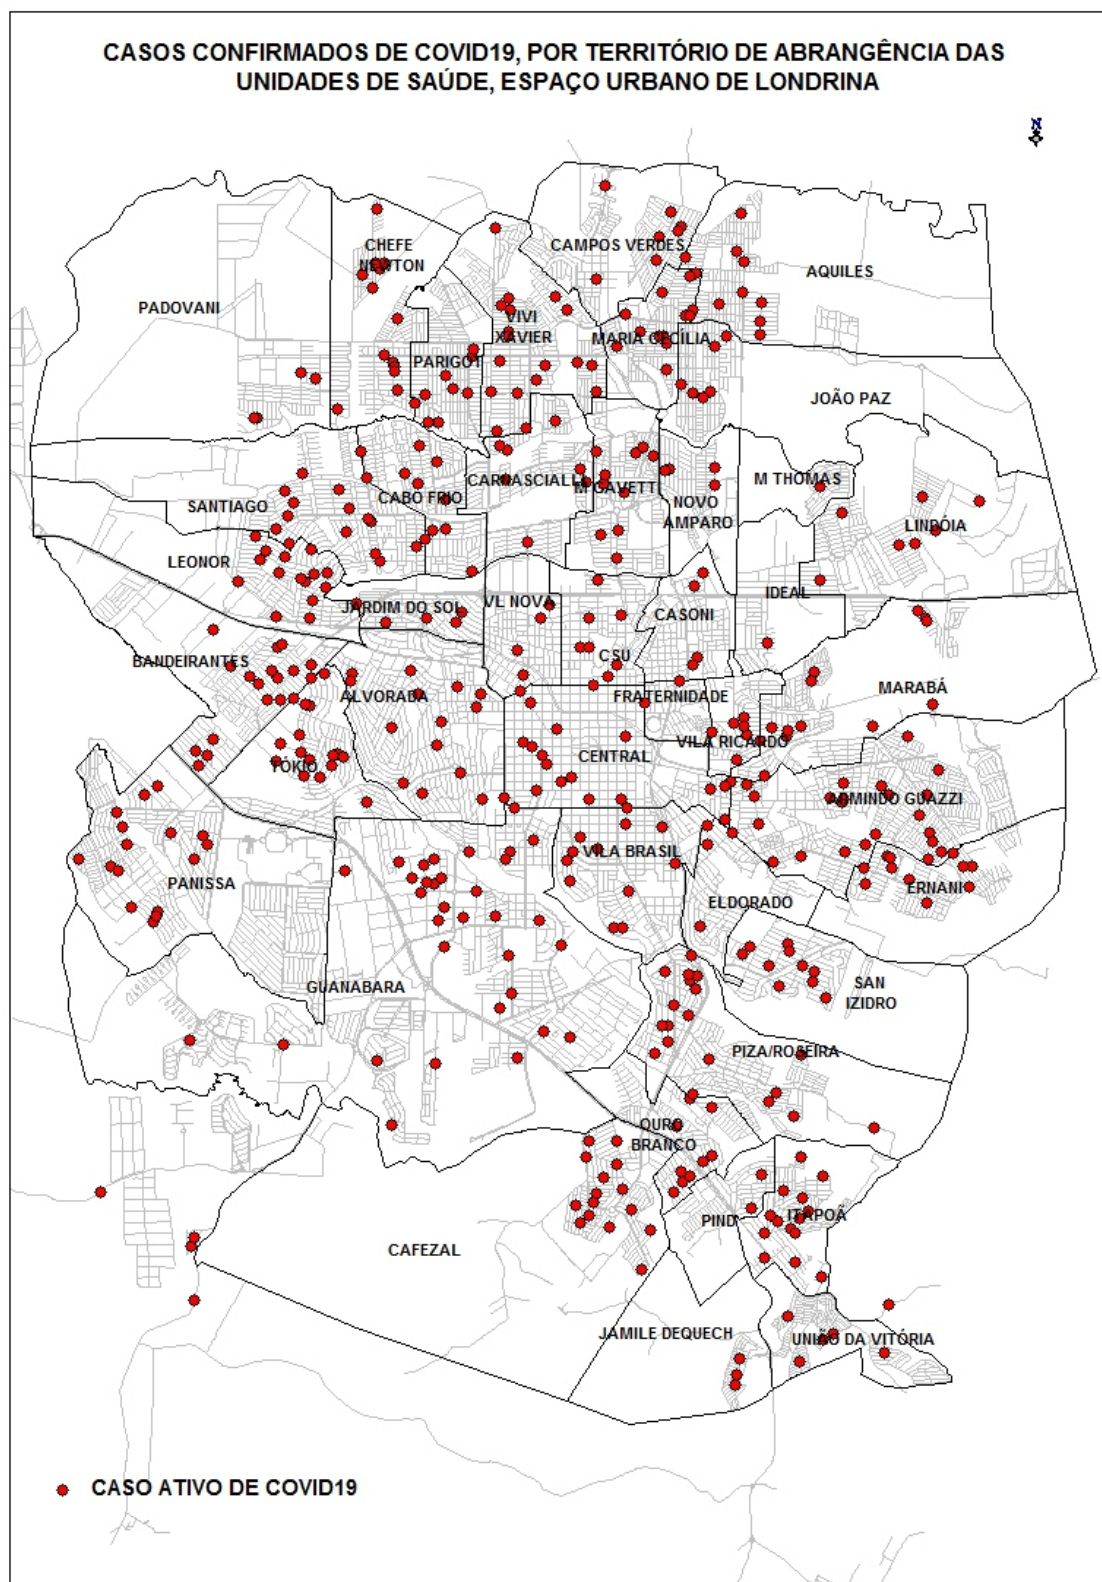 CASOS CONFIRMADOS DE COVID19, POR TERRITÓRIO DE ABRANGÊNCIA DAS
UNIDADES DE SAÚDE, ESPAÇO URBANO DE LONDRINA
N
CHEFE
NEWTON
CAMPOS VERDES
AQUILES
PADOVANI
VIVI
XAVIER
MARIA CECÍLIA
PARIGOT
JOÃO PAZ
CARNASCIALLI
M GAVETTI
M THOMAS
SANTIAGO
CABO FRIO
NOVO
AMPARO
LINDÓIA
LEONOR
IDEAL
JARDIM DO SOL
VL NOVA
CASONI
BANDEIRANTES
CSU
ALVORADA
FRATERNIDADE
MARABÁ
VILA RICARDO
TÓKIO
CENTRAL
ARMINDO GUAZZI
VILA BRASIL
PANISSA
ERNANI
ELDORADO
GUANABARA
SAN
IZIDRO
PIZA/ROSEIRA
OURO
BRANCO
PIND
ITAPOÃ
CAFEZAL
JAMILE DEQUECH
UNIÃO DA VITÓRIA
CASO ATIVO DE COVID19